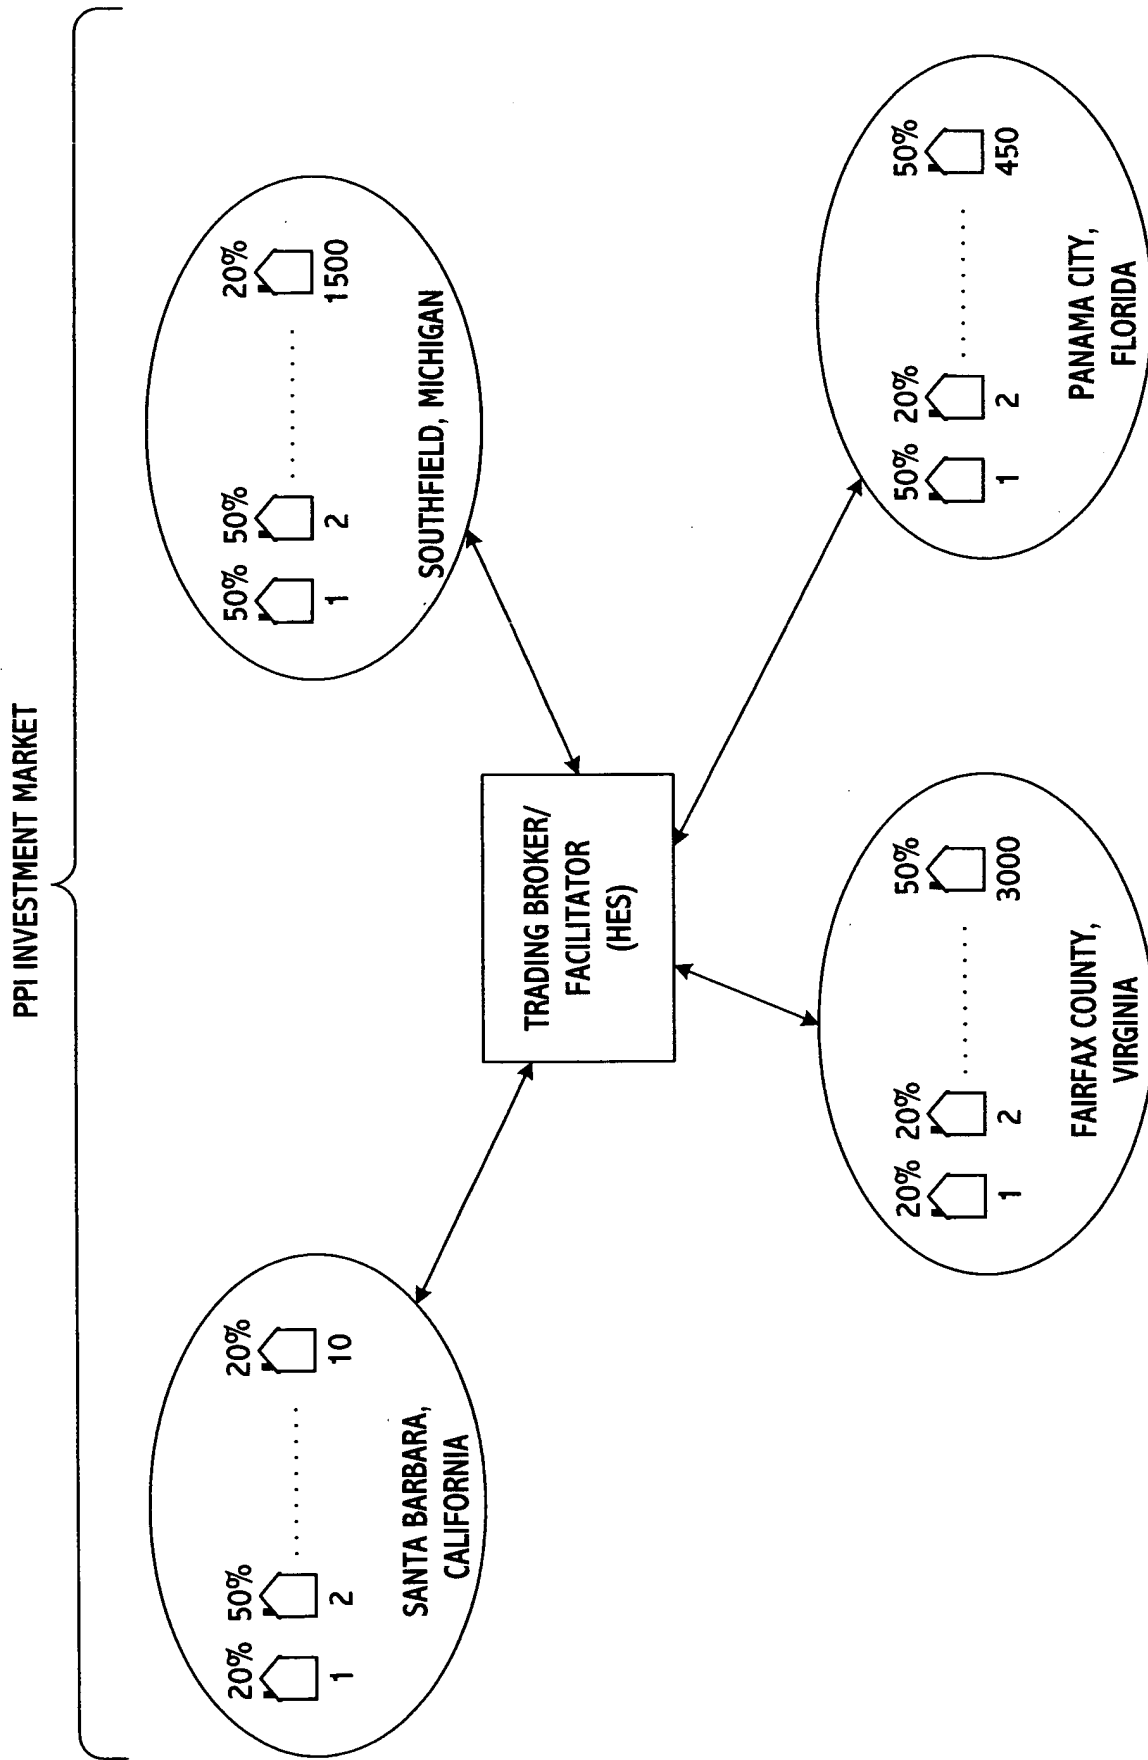 PPI INVESTMENT MARKET
20% 50% 20%
1 2 10
SANTA BARBARA,
CALIFORNIA
50% 50% 20%
1 2 1500
SOUTHFIELD, MICHIGAN
TRADING BROKER/
FACILITATOR
(HES)
20% 20% 50%
1 2 3000
FAIRFAX COUNTY,
VIRGINIA
50% 20% 50%
1 2 450
PANAMA CITY,
FLORIDA